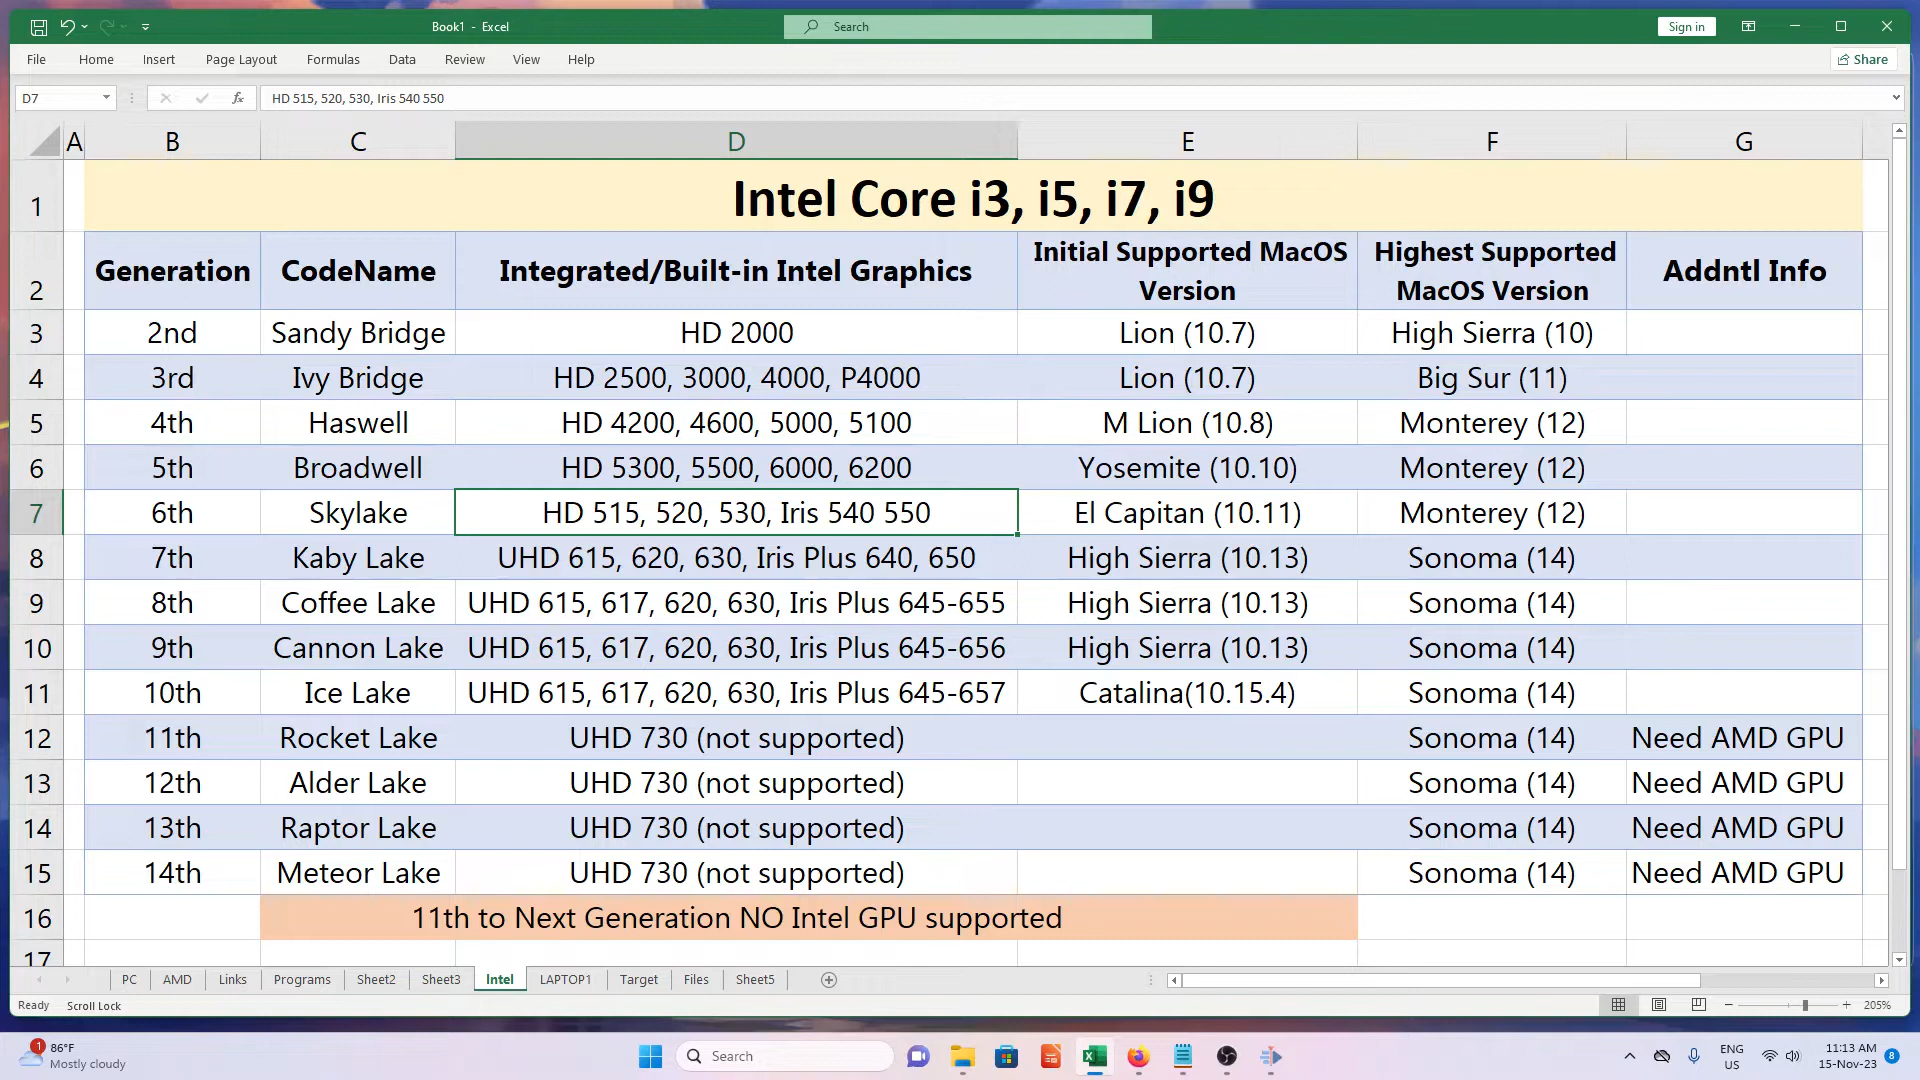 Book1 - Excel
Search
Sign in
File Home Insert Page Layout Formulas Data Review View Help
Share
D7
fx
HD 515, 520, 530, Iris 540 550
A B C D E F G
1 Intel Core i3, i5, i7, i9
2 Generation CodeName Integrated/Built-in Intel Graphics Initial Supported MacOS Version Highest Supported MacOS Version Addntl Info
3 2nd Sandy Bridge HD 2000 Lion (10.7) High Sierra (10)
4 3rd Ivy Bridge HD 2500, 3000, 4000, P4000 Lion (10.7) Big Sur (11)
5 4th Haswell HD 4200, 4600, 5000, 5100 M Lion (10.8) Monterey (12)
6 5th Broadwell HD 5300, 5500, 6000, 6200 Yosemite (10.10) Monterey (12)
7 6th Skylake HD 515, 520, 530, Iris 540 550 El Capitan (10.11) Monterey (12)
8 7th Kaby Lake UHD 615, 620, 630, Iris Plus 640, 650 High Sierra (10.13) Sonoma (14)
9 8th Coffee Lake UHD 615, 617, 620, 630, Iris Plus 645-655 High Sierra (10.13) Sonoma (14)
10 9th Cannon Lake UHD 615, 617, 620, 630, Iris Plus 645-656 High Sierra (10.13) Sonoma (14)
11 10th Ice Lake UHD 615, 617, 620, 630, Iris Plus 645-657 Catalina(10.15.4) Sonoma (14)
12 11th Rocket Lake UHD 730 (not supported) Sonoma (14) Need AMD GPU
13 12th Alder Lake UHD 730 (not supported) Sonoma (14) Need AMD GPU
14 13th Raptor Lake UHD 730 (not supported) Sonoma (14) Need AMD GPU
15 14th Meteor Lake UHD 730 (not supported) Sonoma (14) Need AMD GPU
16 11th to Next Generation NO Intel GPU supported
17
PC AMD Links Programs Sheet2 Sheet3 Intel LAPTOP1 Target Files Sheet5
Ready Scroll Lock
205%
1
86°F
Mostly cloudy
Search
ENG
US
11:13 AM
15-Nov-23
8